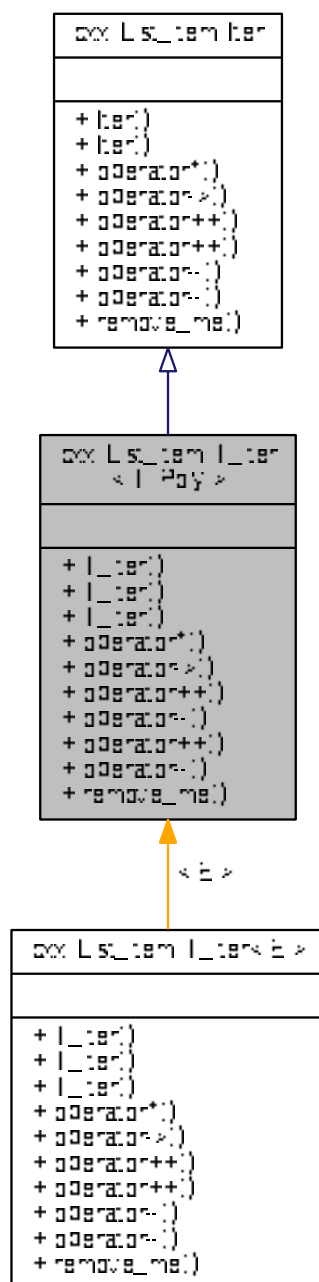 cxx::List_item::Iter
+ Iter()
+ Iter()
+ operator*()
+ operator->()
+ operator++()
+ operator++()
+ operator--()
+ operator--()
+ remove_me()
cxx::List_item::T_iter
< T, Poly >
+ T_iter()
+ T_iter()
+ T_iter()
+ operator*()
+ operator->()
+ operator++()
+ operator--()
+ operator++()
+ operator--()
+ remove_me()
< E >
cxx::List_item::T_iter< E >
+ T_iter()
+ T_iter()
+ T_iter()
+ operator*()
+ operator->()
+ operator++()
+ operator++()
+ operator--()
+ operator--()
+ remove_me()